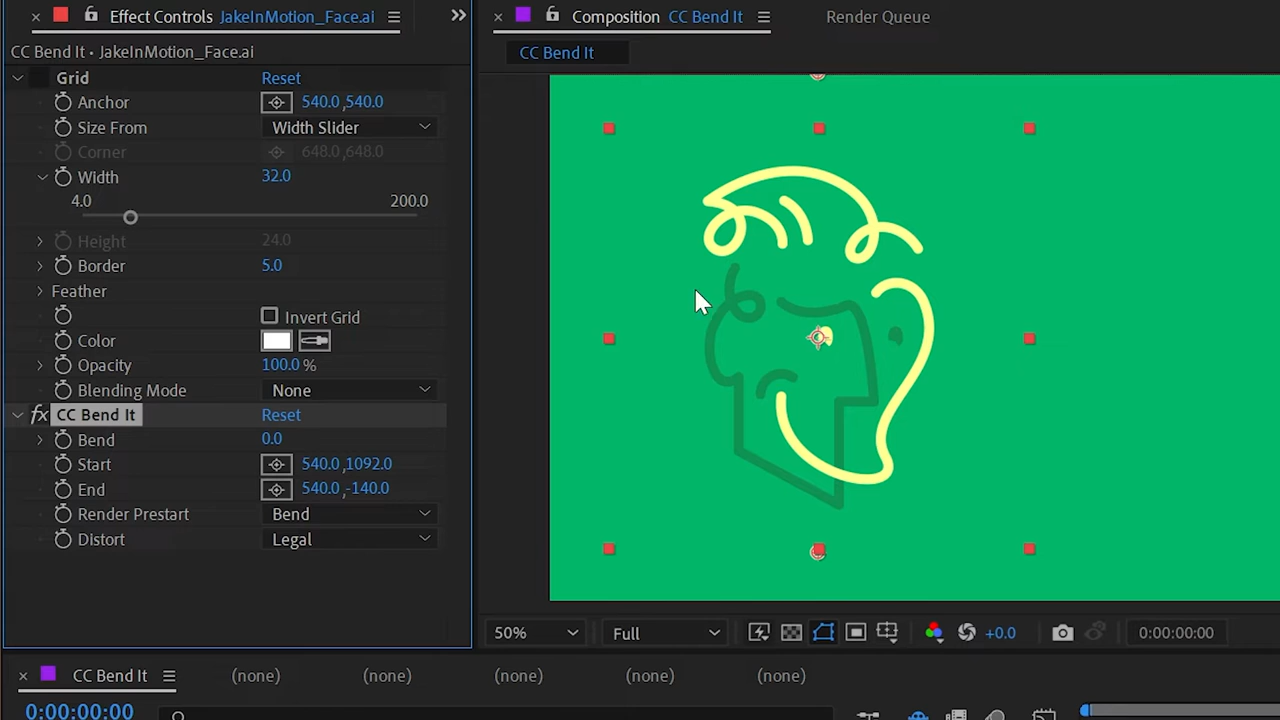 Effect Controls JakeInMotion_Face.ai
CC Bend It • JakeInMotion_Face.ai
Grid Reset
Anchor 540.0,540.0
Size From Width Slider
Corner 648.0,648.0
Width 32.0
4.0 200.0
Height 24.0
Border 5.0
Feather
Invert Grid
Color
Opacity 100.0 %
Blending Mode None
fx CC Bend It Reset
Bend 0.0
Start 540.0,1092.0
End 540.0,-140.0
Render Prestart Bend
Distort Legal
Composition CC Bend It Render Queue
CC Bend It
50% Full +0.0 0:00:00:00
CC Bend It (none) (none) (none) (none) (none)
0:00:00:00